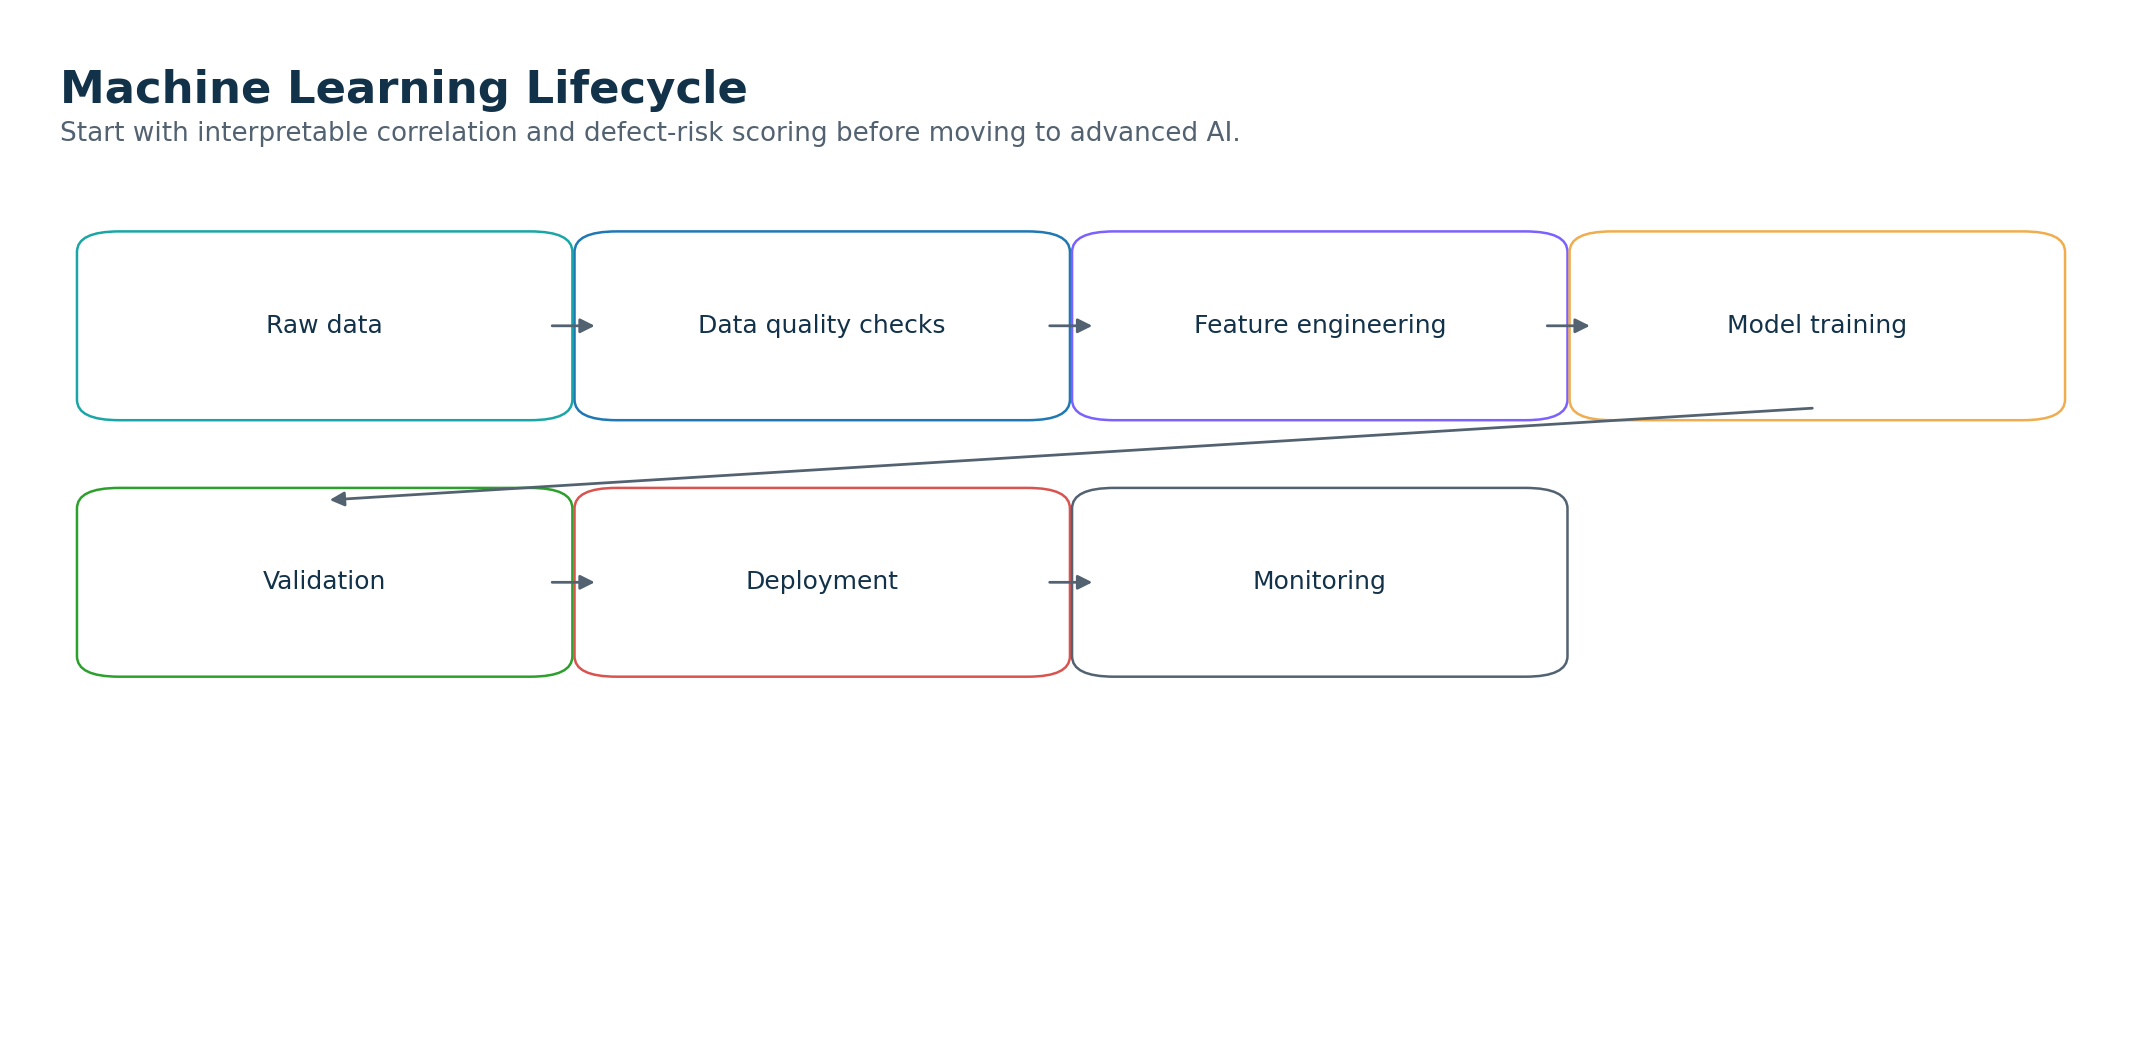 Machine Learning Lifecycle
Start with interpretable correlation and defect-risk scoring before moving to advanced AI.
Raw data
Data quality checks
Feature engineering
Model training
Validation
Deployment
Monitoring